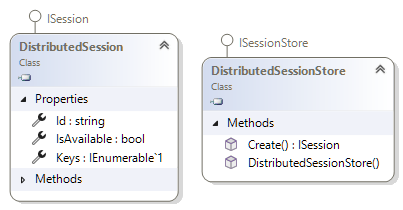 ISession
DistributedSession
Class
Properties
Id : string
IsAvailable : bool
Keys : IEnumerable`1
Methods
ISessionStore
DistributedSessionStore
Class
Methods
Create() : ISession
DistributedSessionStore()